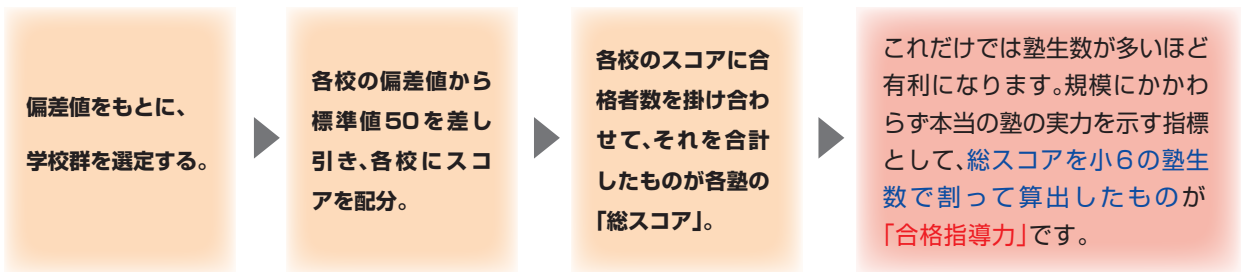 偏差値をもとに、
学校群を選定する。
各校の偏差値から
標準値50を差し
引き、各校にスコ
アを配分。
各校のスコアに合
格者数を掛け合わ
せて、それを合計
したものが各塾の
「総スコア」。
これだけでは塾生数が多いほど
有利になります。規模にかかわ
らず本当の塾の実力を示す指標
として、総スコアを小6の塾生
数で割って算出したものが
「合格指導力」です。